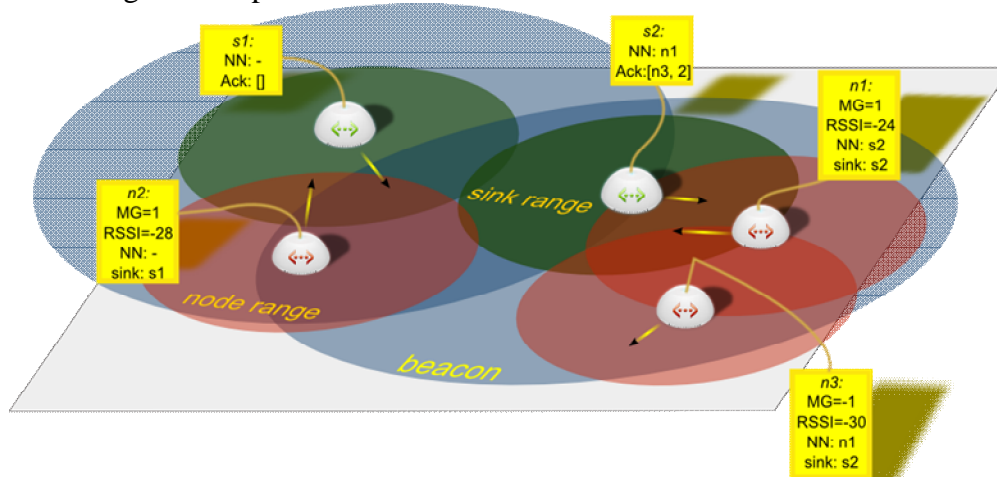 s1:
NN: -
Ack: []
s2:
NN: n1
Ack:[n3, 2]
n1:
MG=1
RSSI=-24
NN: s2
sink: s2
n2:
MG=1
RSSI=-28
NN: -
sink: s1
sink range
node range
beacon
n3:
MG=-1
RSSI=-30
NN: n1
sink: s2